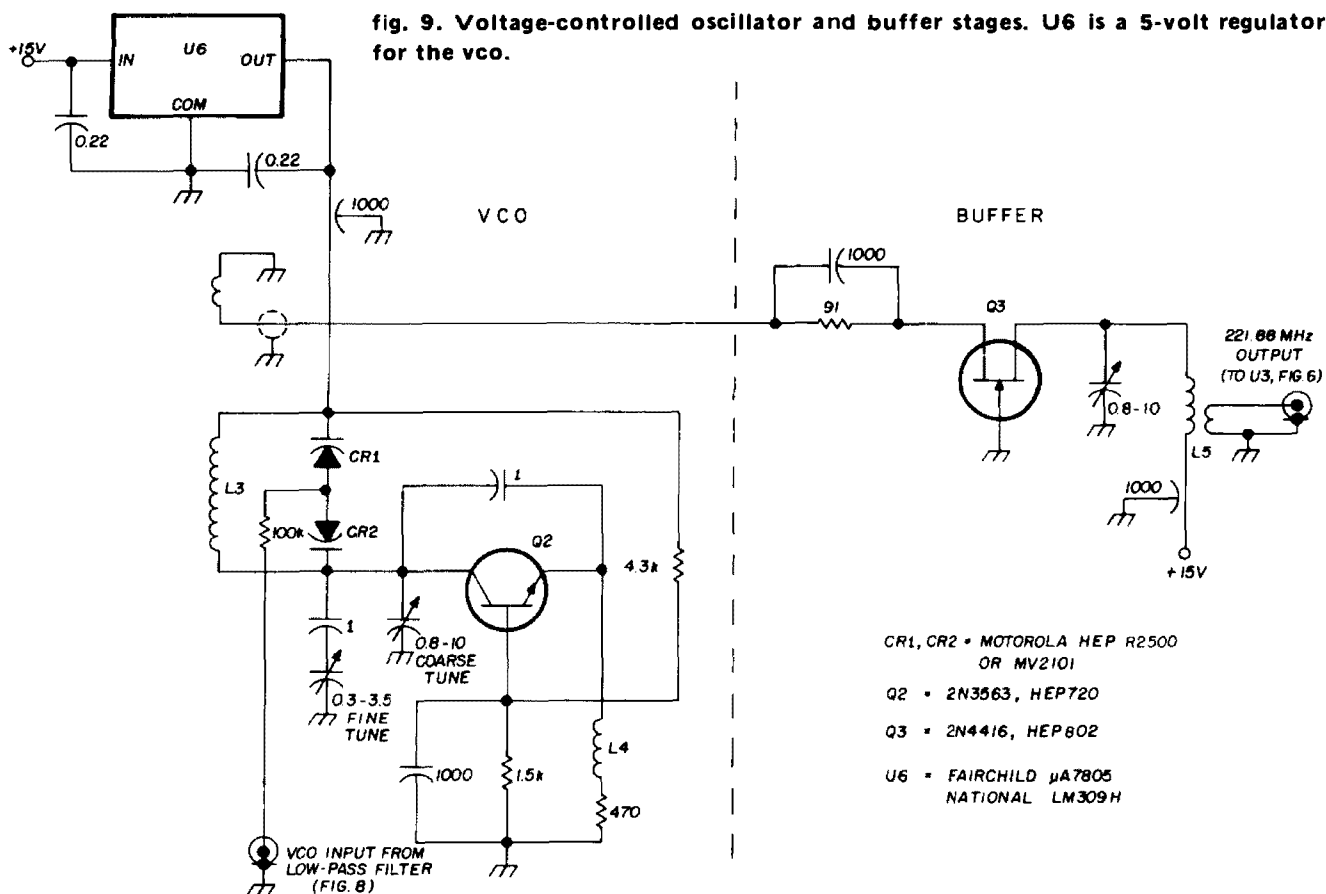 fig. 9. Voltage-controlled oscillator and buffer stages. U6 is a 5-volt regulator
for the vco.
+15V
IN
U6
OUT
COM
0.22
0.22
1000
VCO
BUFFER
1000
91
Q3
221.88 MHz
OUTPUT
(TO U3, FIG. 6)
0.8-10
L5
1000
+15V
L3
CR1
CR2
100k
1
Q2
4.3k
1
0.8-10
COARSE
TUNE
0.3-3.5
FINE
TUNE
1000
1.5k
L4
470
VCO INPUT FROM
LOW-PASS FILTER
(FIG. 8)
CR1, CR2 = MOTOROLA HEP R2500
OR MV2101
Q2 = 2N3563, HEP720
Q3 = 2N4416, HEP802
U6 = FAIRCHILD µA7805
NATIONAL LM309H